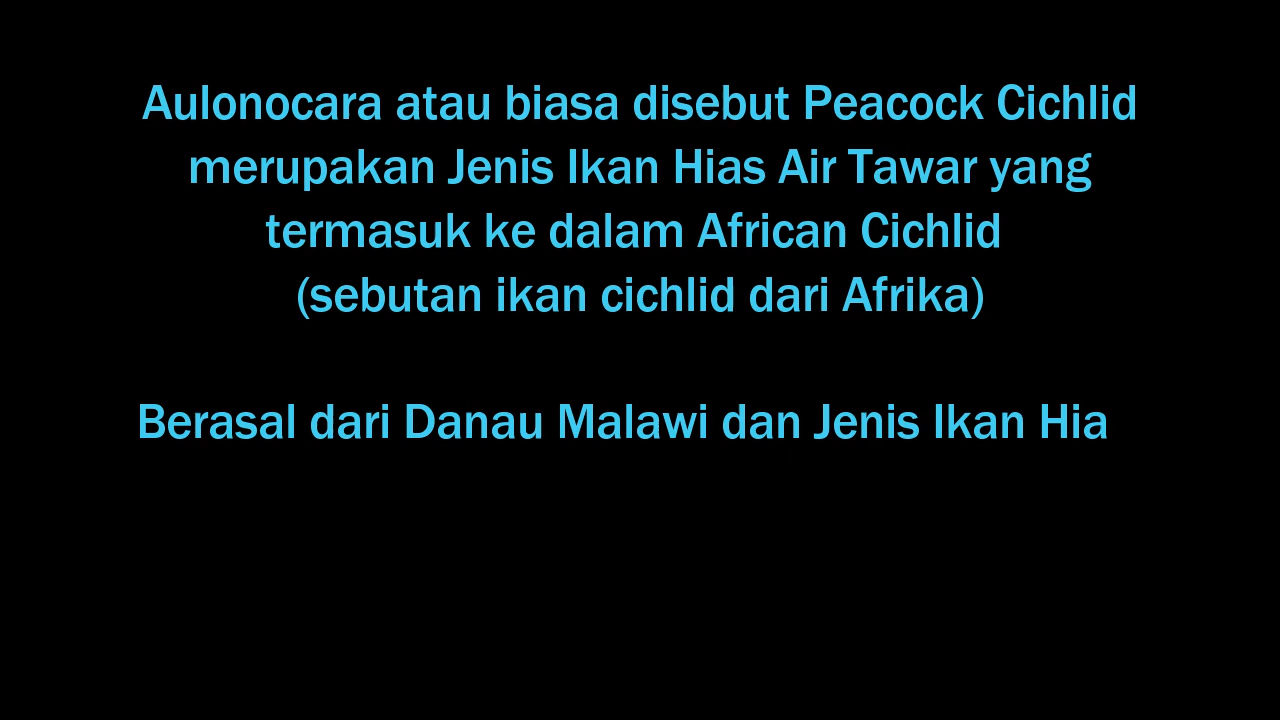 Aulonocara atau biasa disebut Peacock Cichlid
merupakan Jenis Ikan Hias Air Tawar yang
termasuk ke dalam African Cichlid
(sebutan ikan cichlid dari Afrika)
Berasal dari Danau Malawi dan Jenis Ikan Hia